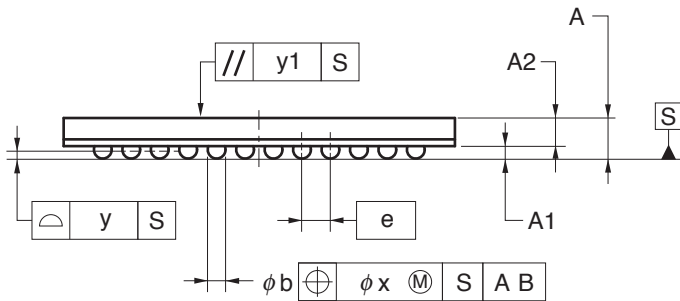 A
// y1 S
A2
S
⌓ y S
e
A1
φb ⌖ φx Ⓜ S A B